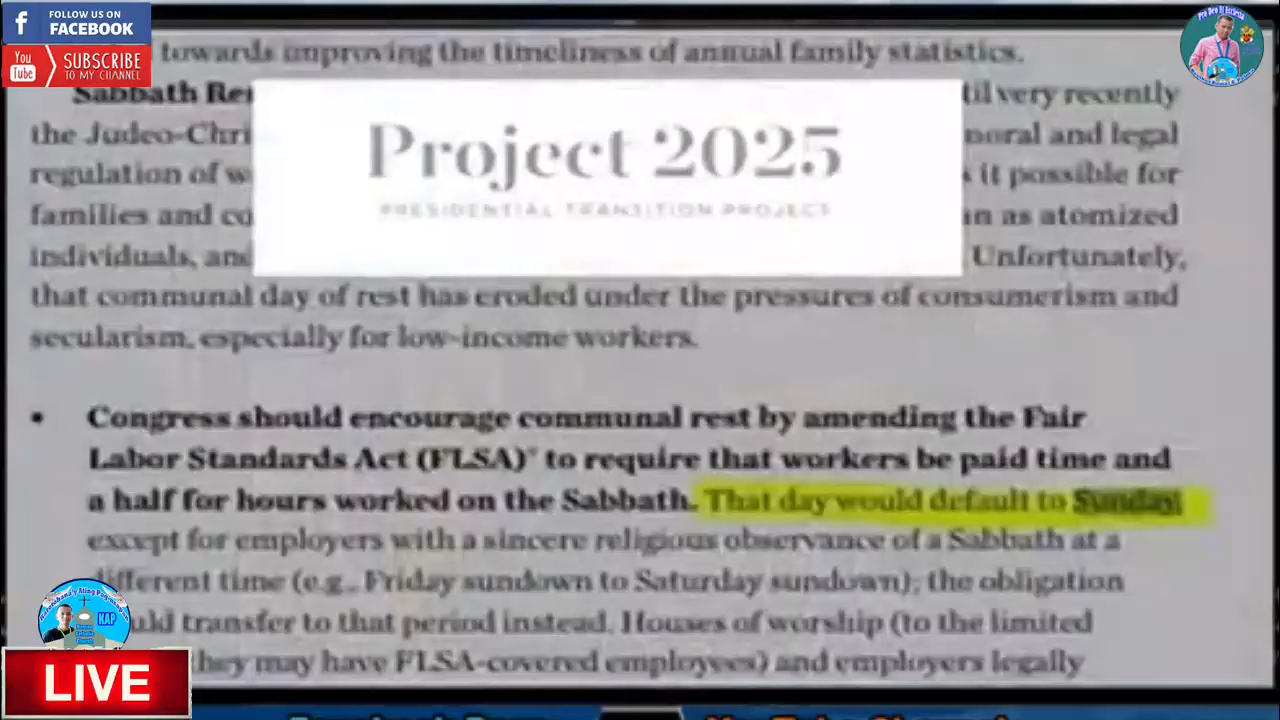 FOLLOW US ON
FACEBOOK
You
Tube
SUBSCRIBE
TO MY CHANNEL
towards improving the timeliness of annual family statistics.
Sabbath Re
til very recently
the Judeo-Chri
moral and legal
regulation of w
it possible for
families and co
an as atomized
individuals, and
Unfortunately,
Project 2025
PRESIDENTIAL TRANSITION PROJECT
that communal day of rest has eroded under the pressures of consumerism and
secularism, especially for low-income workers.
• Congress should encourage communal rest by amending the Fair
Labor Standards Act (FLSA)* to require that workers be paid time and
a half for hours worked on the Sabbath. That day would default to Sunday,
except for employers with a sincere religious observance of a Sabbath at a
different time (e.g., Friday sundown to Saturday sundown); the obligation
uld transfer to that period instead. Houses of worship (to the limited
hey may have FLSA-covered employees) and employers legally
KAP
LIVE